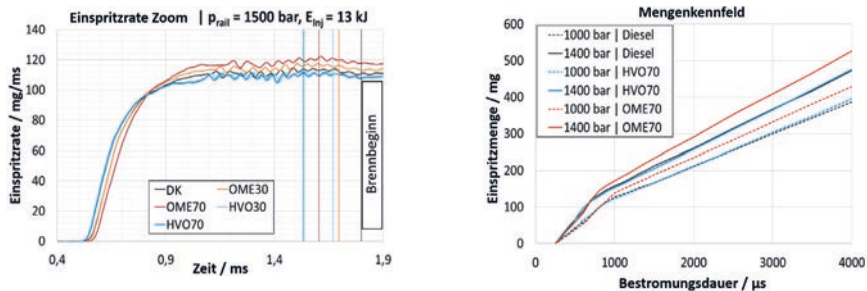 Einspritzrate Zoom | p_rail = 1500 bar, E_Inj = 13 kJ
Einspritzrate / mg/ms
140
120
100
80
60
40
20
0
DK
OME30
OME70
HVO30
HVO70
Brennbeginn
0,4
0,9
1,4
1,9
Zeit / ms
Mengenkennfeld
Einspritzmenge / mg
600
500
400
300
200
100
0
1000 bar | Diesel
1400 bar | Diesel
1000 bar | HVO70
1400 bar | HVO70
1000 bar | OME70
1400 bar | OME70
0
1000
2000
3000
4000
Bestromungsdauer / µs